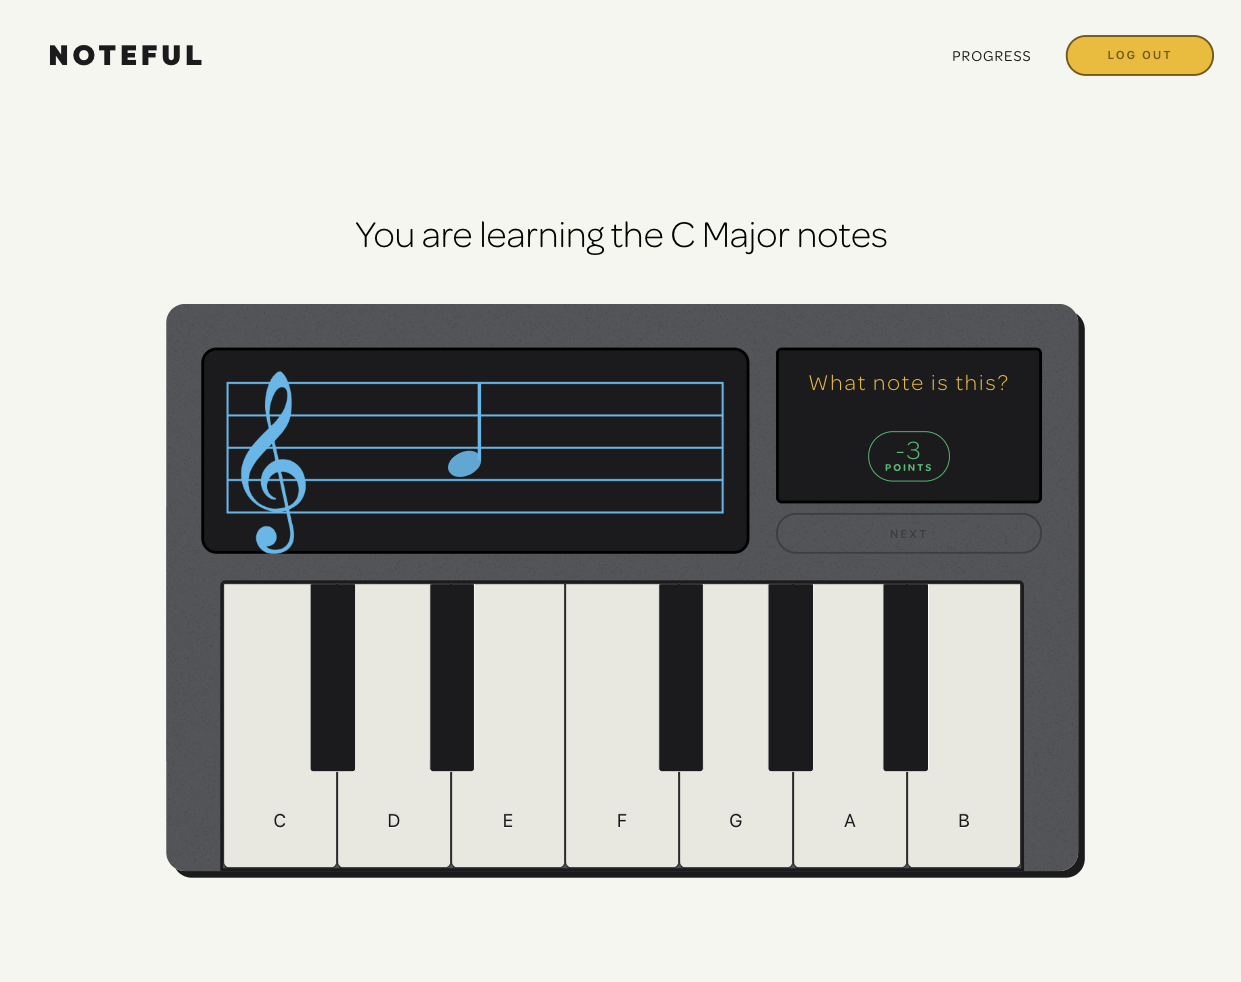 NOTEFUL
PROGRESS
LOG OUT
You are learning the C Major notes
What note is this?
-3
POINTS
NEXT
C D E F G A B